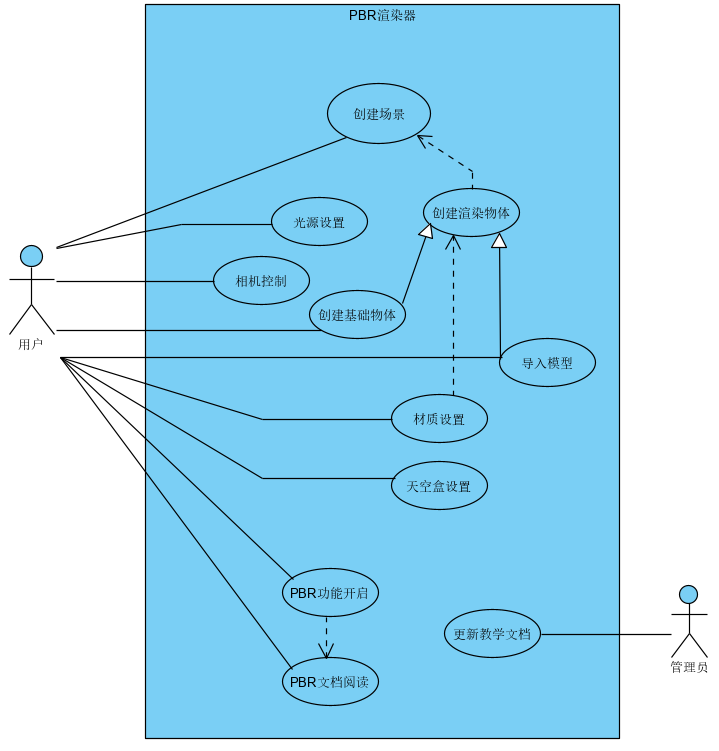 PBR渲染器
创建场景
创建渲染物体
光源设置
相机控制
创建基础物体
用户
导入模型
材质设置
天空盒设置
PBR功能开启
更新教学文档
管理员
PBR文档阅读